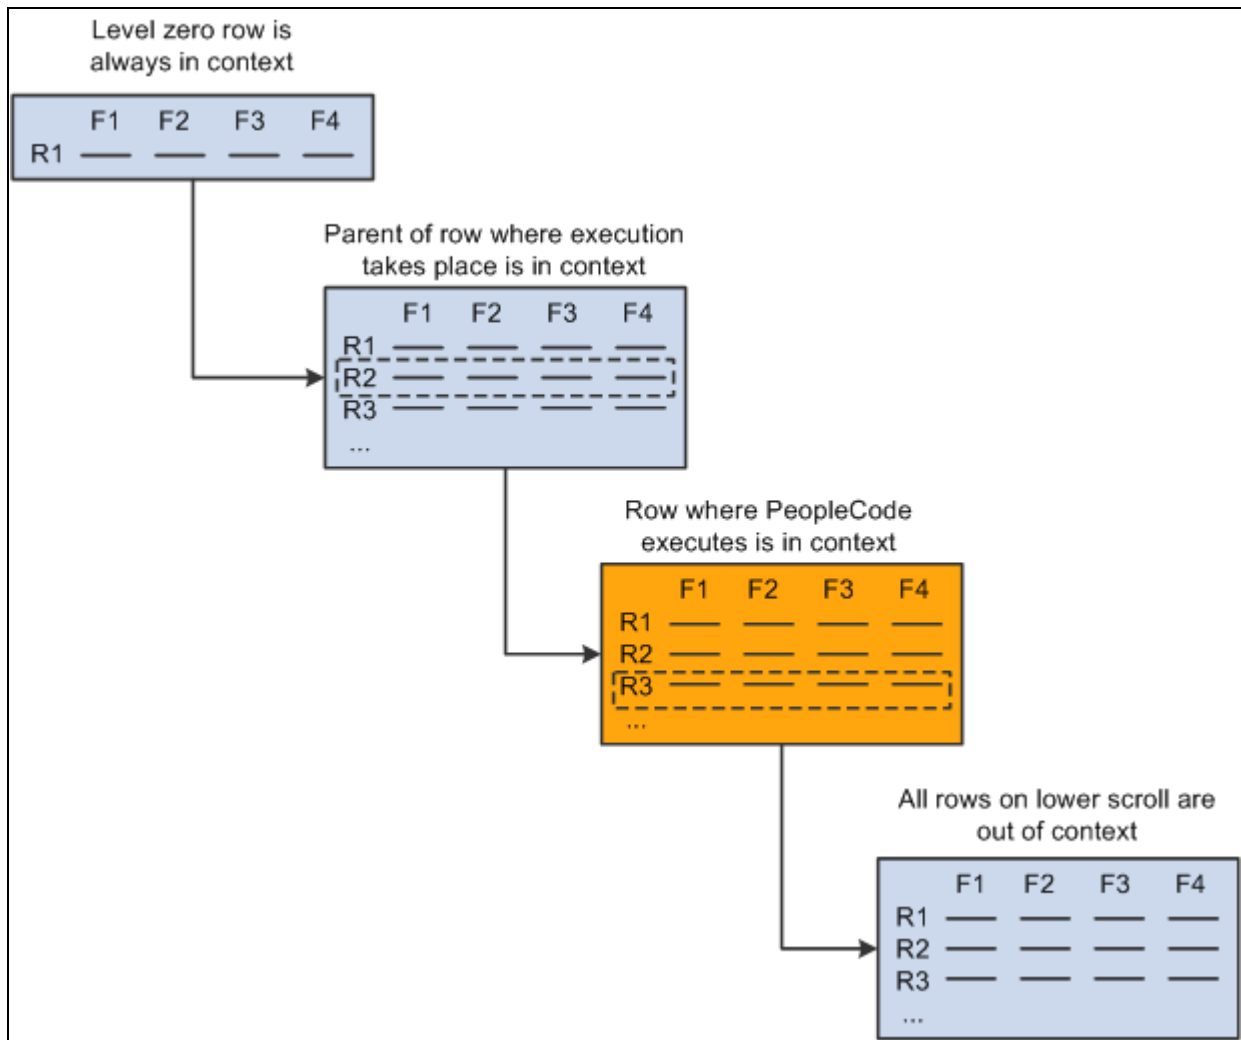 Level zero row is
always in context
F1 F2 F3 F4
R1
Parent of row where execution
takes place is in context
F1 F2 F3 F4
R1
R2
R3
...
Row where PeopleCode
executes is in context
F1 F2 F3 F4
R1
R2
R3
...
All rows on lower scroll are
out of context
F1 F2 F3 F4
R1
R2
R3
...